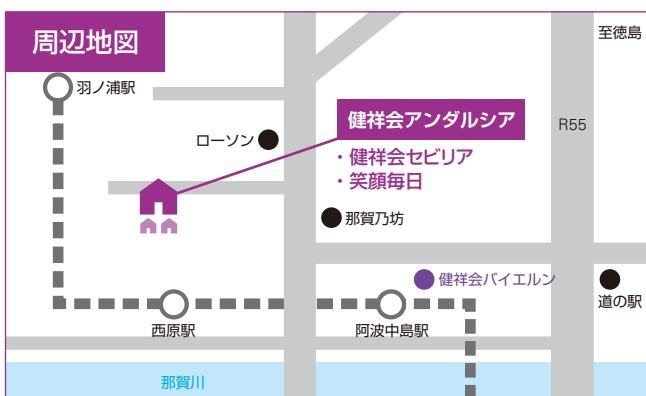 周辺地図
至徳島
羽ノ浦駅
健祥会アンダルシア
R55
ローソン
・健祥会セビリア
・笑顔毎日
那賀乃坊
健祥会バイエルン
道の駅
西原駅
阿波中島駅
那賀川